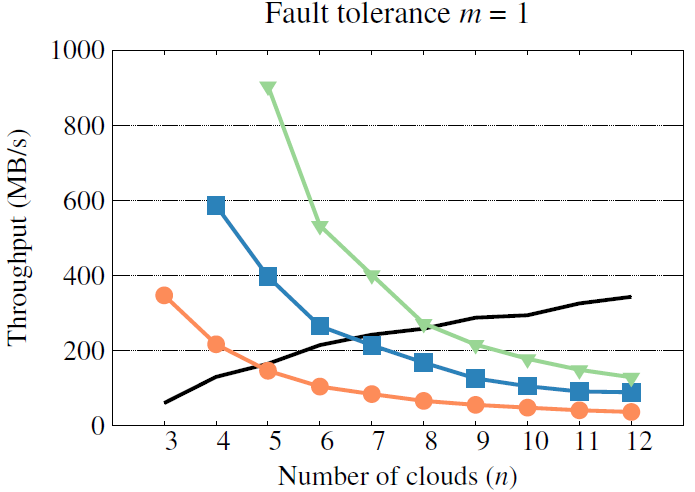 Fault tolerance m = 1
Throughput (MB/s)
1000
800
600
400
200
0
3 4 5 6 7 8 9 10 11 12
Number of clouds (n)